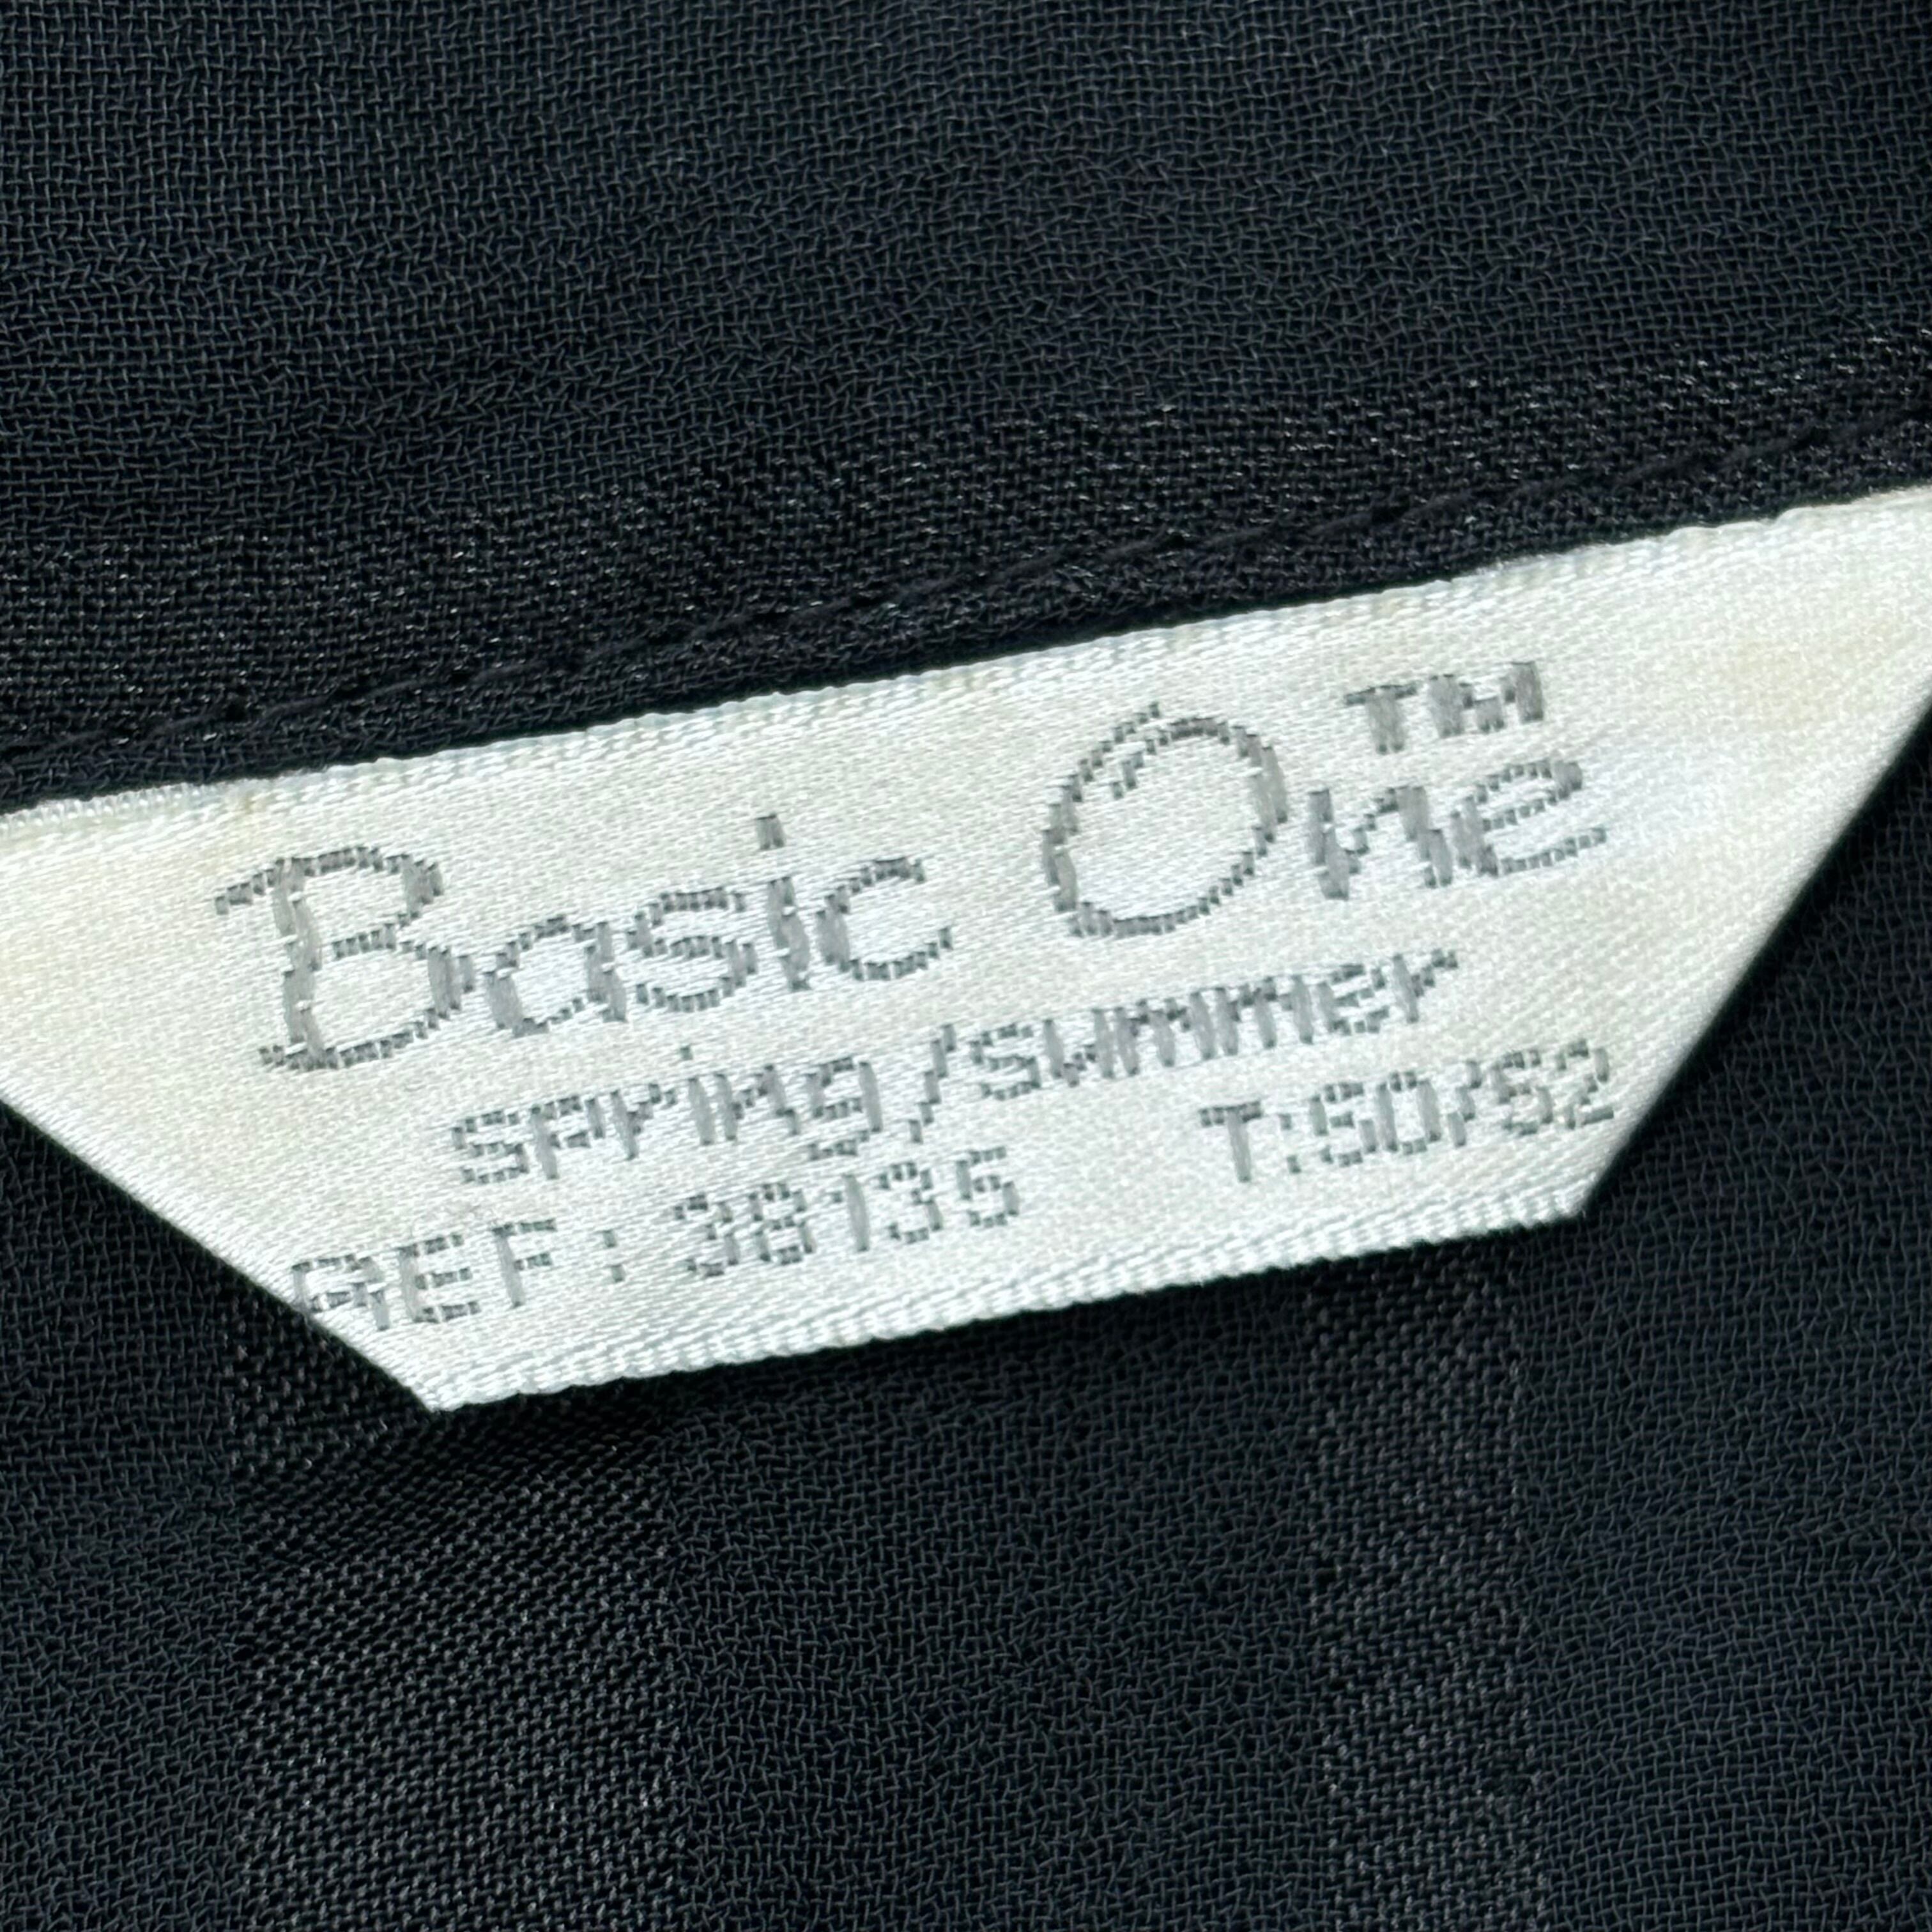 Basic One™
Spring/Summer
REF: 38135 T:50/52